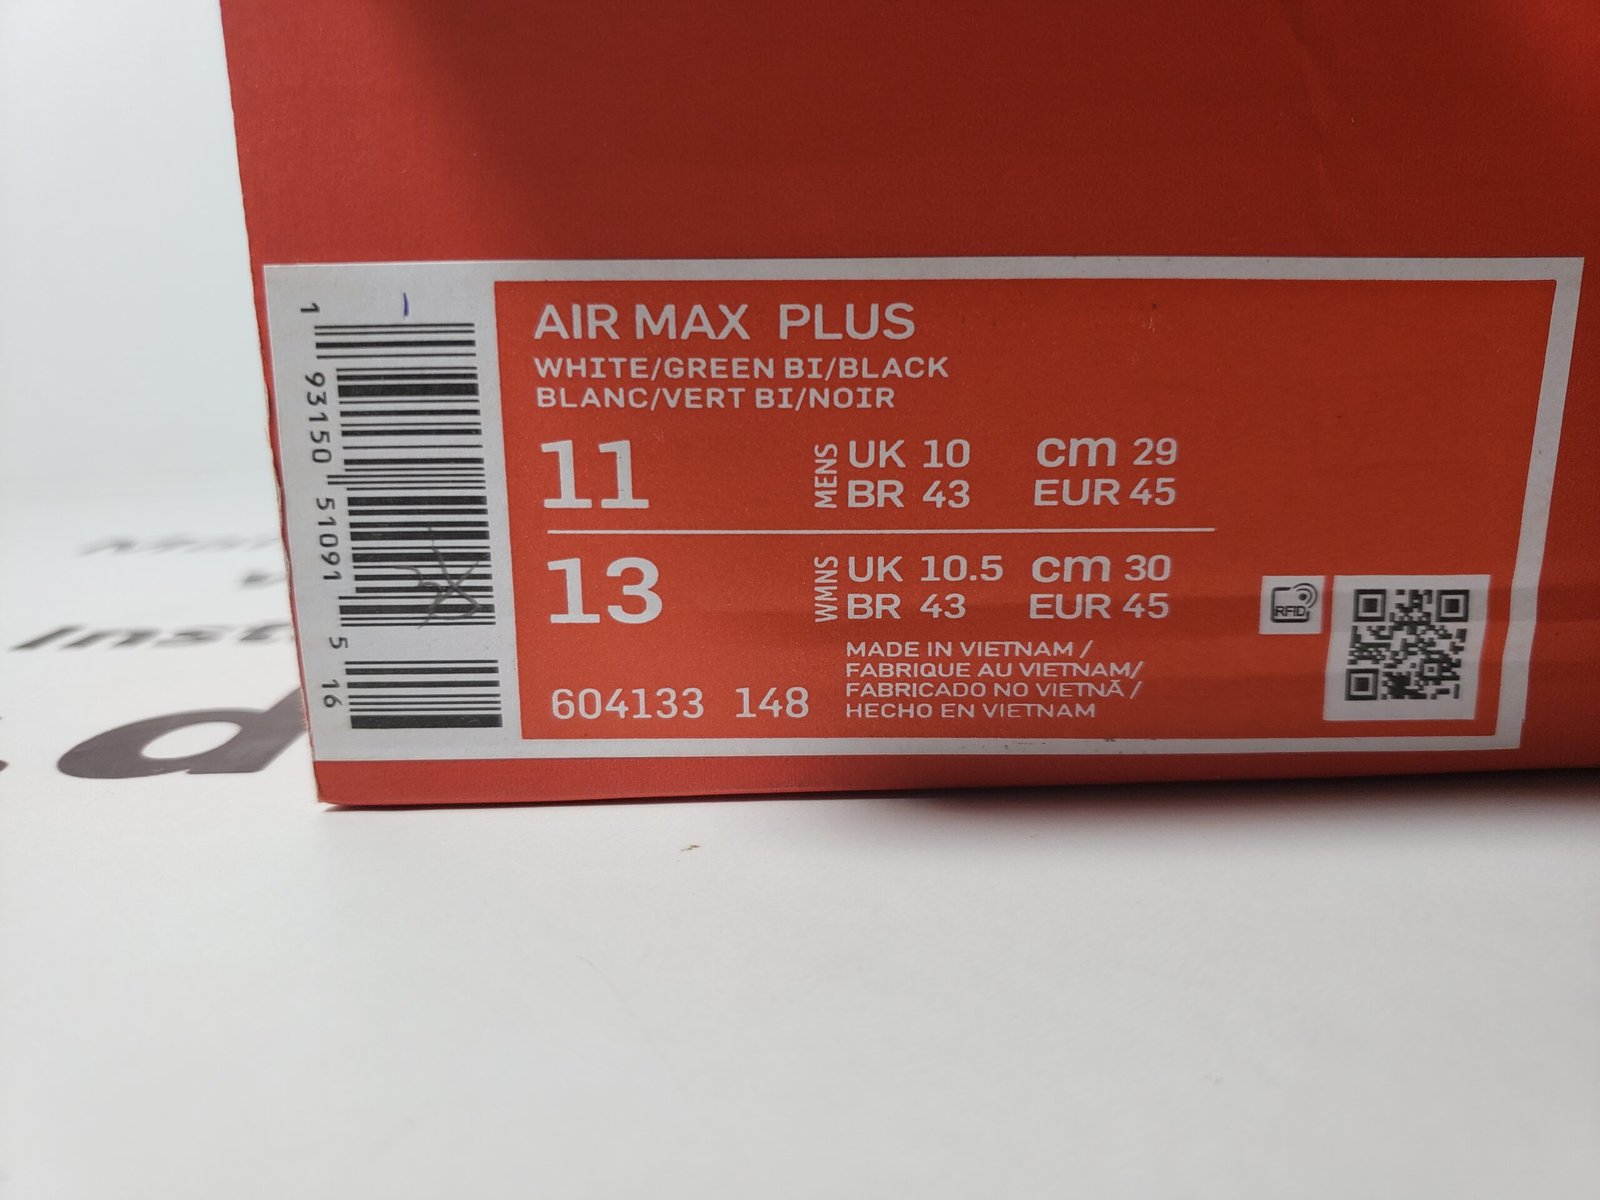 AIR MAX PLUS
WHITE/GREEN BI/BLACK
BLANC/VERT BI/NOIR
11
MENS
UK 10 cm 29
BR 43 EUR 45
13
WMNS
UK 10.5 cm 30
BR 43 EUR 45
MADE IN VIETNAM /
FABRIQUE AU VIETNAM/
FABRICADO NO VIETNÃ /
HECHO EN VIETNAM
604133 148
RFID
1 93150 51091 5 16
Inst
d